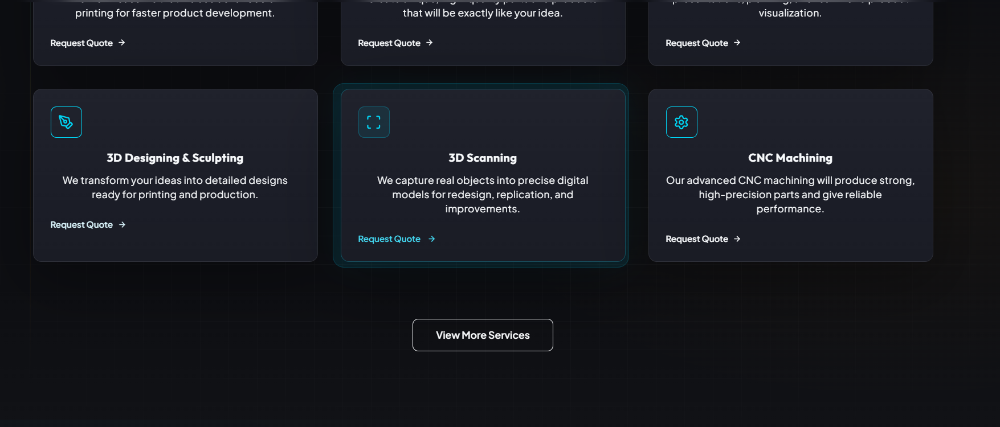 printing for faster product development.
that will be exactly like your idea.
visualization.
Request Quote
Request Quote
Request Quote
3D Designing & Sculpting
We transform your ideas into detailed designs
ready for printing and production.
Request Quote
3D Scanning
We capture real objects into precise digital
models for redesign, replication, and
improvements.
Request Quote
CNC Machining
Our advanced CNC machining will produce strong,
high-precision parts and give reliable
performance.
Request Quote
View More Services